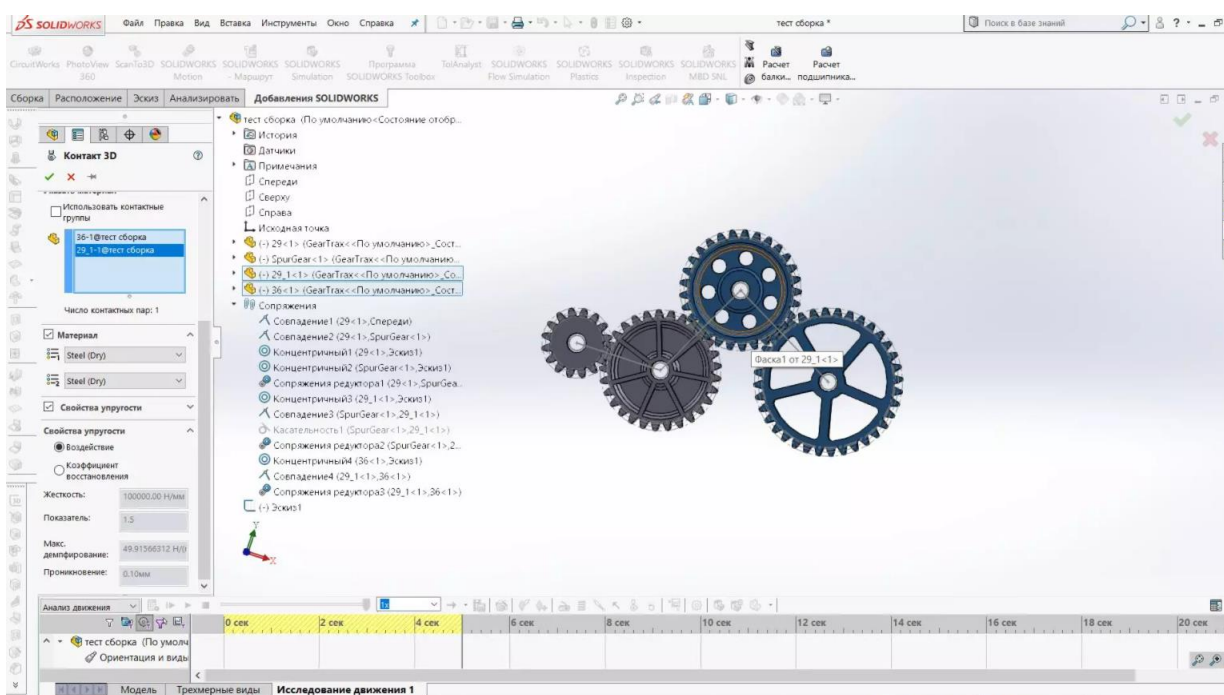 SOLIDWORKS Файл Правка Вид Вставка Инструменты Окно Справка тест сборка * Поиск в базе знаний
CircuitWorks PhotoView 360 ScanTo3D SOLIDWORKS Motion SOLIDWORKS - Маршрут SOLIDWORKS Simulation Программа SOLIDWORKS Toolbox TolAnalyst SOLIDWORKS Flow Simulation SOLIDWORKS Plastics SOLIDWORKS Inspection SOLIDWORKS MBD SNL Расчет балки... Расчет подшипника...
Сборка Расположение Эскиз Анализировать Добавления SOLIDWORKS
Контакт 3D
Использовать контактные
группы
36-1@тест сборка
29_1-1@тест сборка
Число контактных пар: 1
Материал
Steel (Dry)
Steel (Dry)
Свойства упругости
Свойства упругости
Воздействие
Коэффициент
восстановления
Жесткость: 100000.00 Н/мм
Показатель: 1.5
Макс.
демпфирование: 49.91566312 Н/(
Проникновение: 0.10мм
тест сборка (По умолчанию<Состояние отобр...
История
Датчики
Примечания
Спереди
Сверху
Справа
Исходная точка
(-) 29<1> (GearTrax<<По умолчанию>_Сост...
(-) SpurGear<1> (GearTrax<<По умолчанию...
(-) 29_1<1> (GearTrax<<По умолчанию>_Со...
(-) 36<1> (GearTrax<<По умолчанию>_Сост...
Сопряжения
Совпадение1 (29<1>,Спереди)
Совпадение2 (29<1>,SpurGear<1>)
Концентричный1 (29<1>,Эскиз1)
Концентричный2 (SpurGear<1>,Эскиз1)
Сопряжения редуктора1 (29<1>,SpurGea...
Концентричный3 (29_1<1>,Эскиз1)
Совпадение3 (SpurGear<1>,29_1<1>)
Касательность1 (SpurGear<1>,29_1<1>)
Сопряжения редуктора2 (SpurGear<1>,2...
Концентричный4 (36<1>,Эскиз1)
Совпадение4 (29_1<1>,36<1>)
Сопряжения редуктора3 (29_1<1>,36<1>)
(-) Эскиз1
Фаска1 от 29_1<1>
Y
X
Анализ движения 1x
0 сек 2 сек 4 сек 6 сек 8 сек 10 сек 12 сек 14 сек 16 сек 18 сек 20 сек
тест сборка (По умолч
Ориентация и виды
Модель Трехмерные виды Исследование движения 1